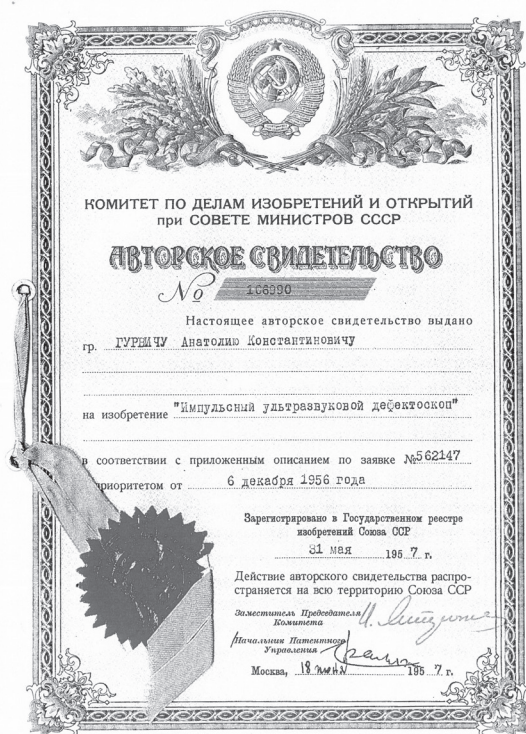 КОМИТЕТ ПО ДЕЛАМ ИЗОБРЕТЕНИЙ И ОТКРЫТИЙ
при СОВЕТЕ МИНИСТРОВ СССР
АВТОРСКОЕ СВИДЕТЕЛЬСТВО
№ 106990
Настоящее авторское свидетельство выдано
гр. ГУРВИЧУ Анатолию Константиновичу
на изобретение "Импульсный ультразвуковой дефектоскоп"
в соответствии с приложенным описанием по заявке №562147
приоритетом от 6 декабря 1956 года
Зарегистрировано в Государственном реестре
изобретений Союза ССР
31 мая 1957 г.
Действие авторского свидетельства распро-
страняется на всю территорию Союза ССР
Заместитель Председателя
Комитета
Начальник Патентного
Управления
Москва, 18 июня 1957 г.